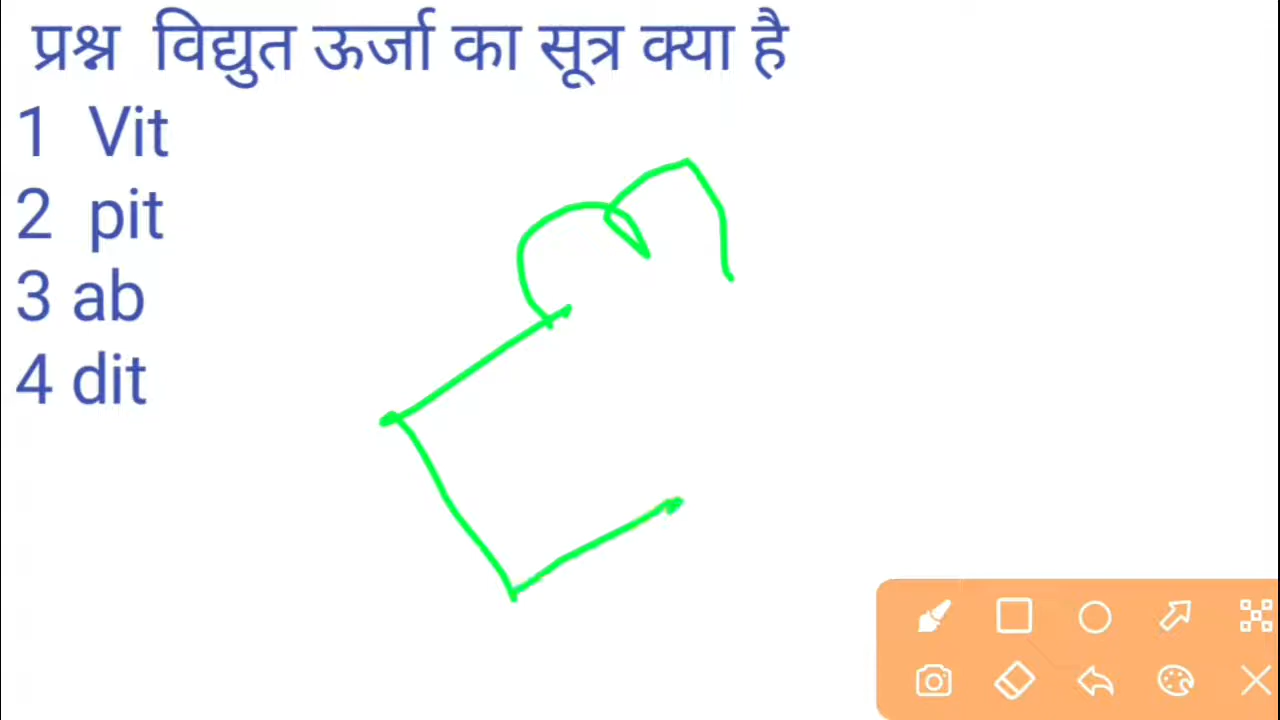 प्रश्न विद्युत ऊर्जा का सूत्र क्या है
1 Vit
2 pit
3 ab
4 dit